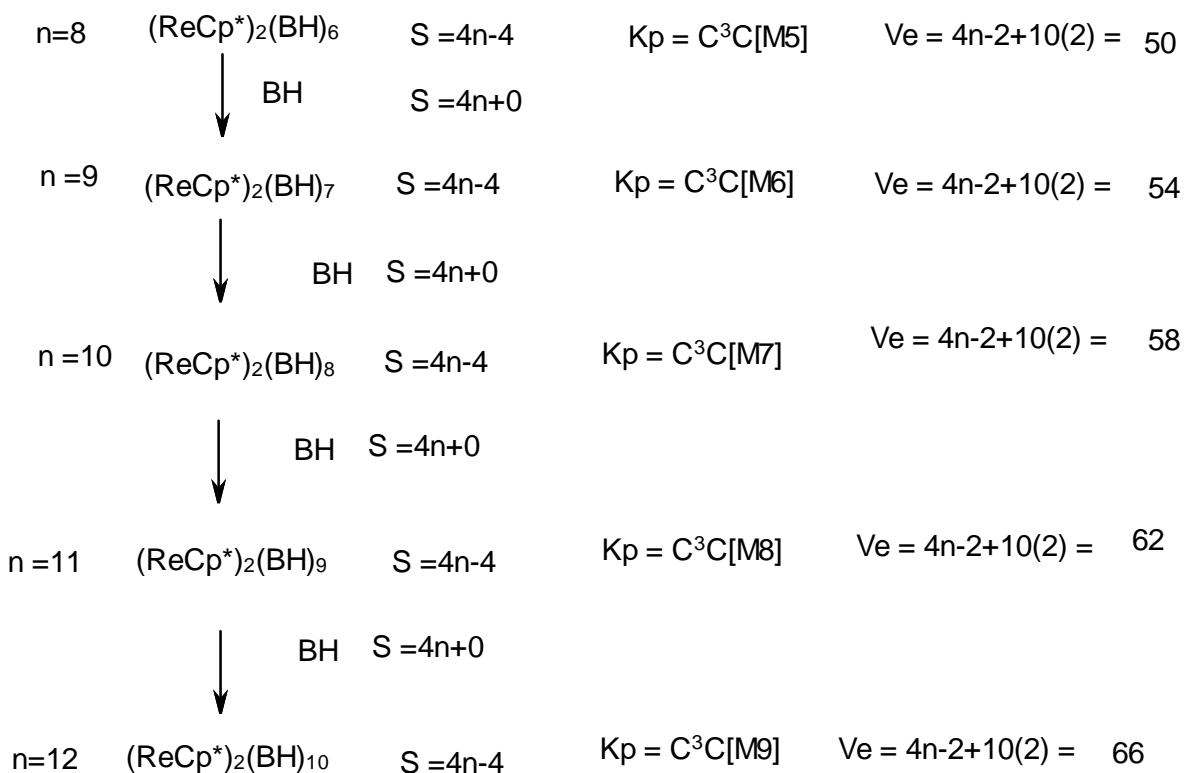 n=8 (ReCp*)₂(BH)₆ S =4n-4 Kp = C³C[M5] Ve = 4n-2+10(2) = 50
BH S =4n+0
n =9 (ReCp*)₂(BH)₇ S =4n-4 Kp = C³C[M6] Ve = 4n-2+10(2) = 54
BH S =4n+0
n =10 (ReCp*)₂(BH)₈ S =4n-4 Kp = C³C[M7] Ve = 4n-2+10(2) = 58
BH S =4n+0
n =11 (ReCp*)₂(BH)₉ S =4n-4 Kp = C³C[M8] Ve = 4n-2+10(2) = 62
BH S =4n+0
n=12 (ReCp*)₂(BH)₁₀ S =4n-4 Kp = C³C[M9] Ve = 4n-2+10(2) = 66